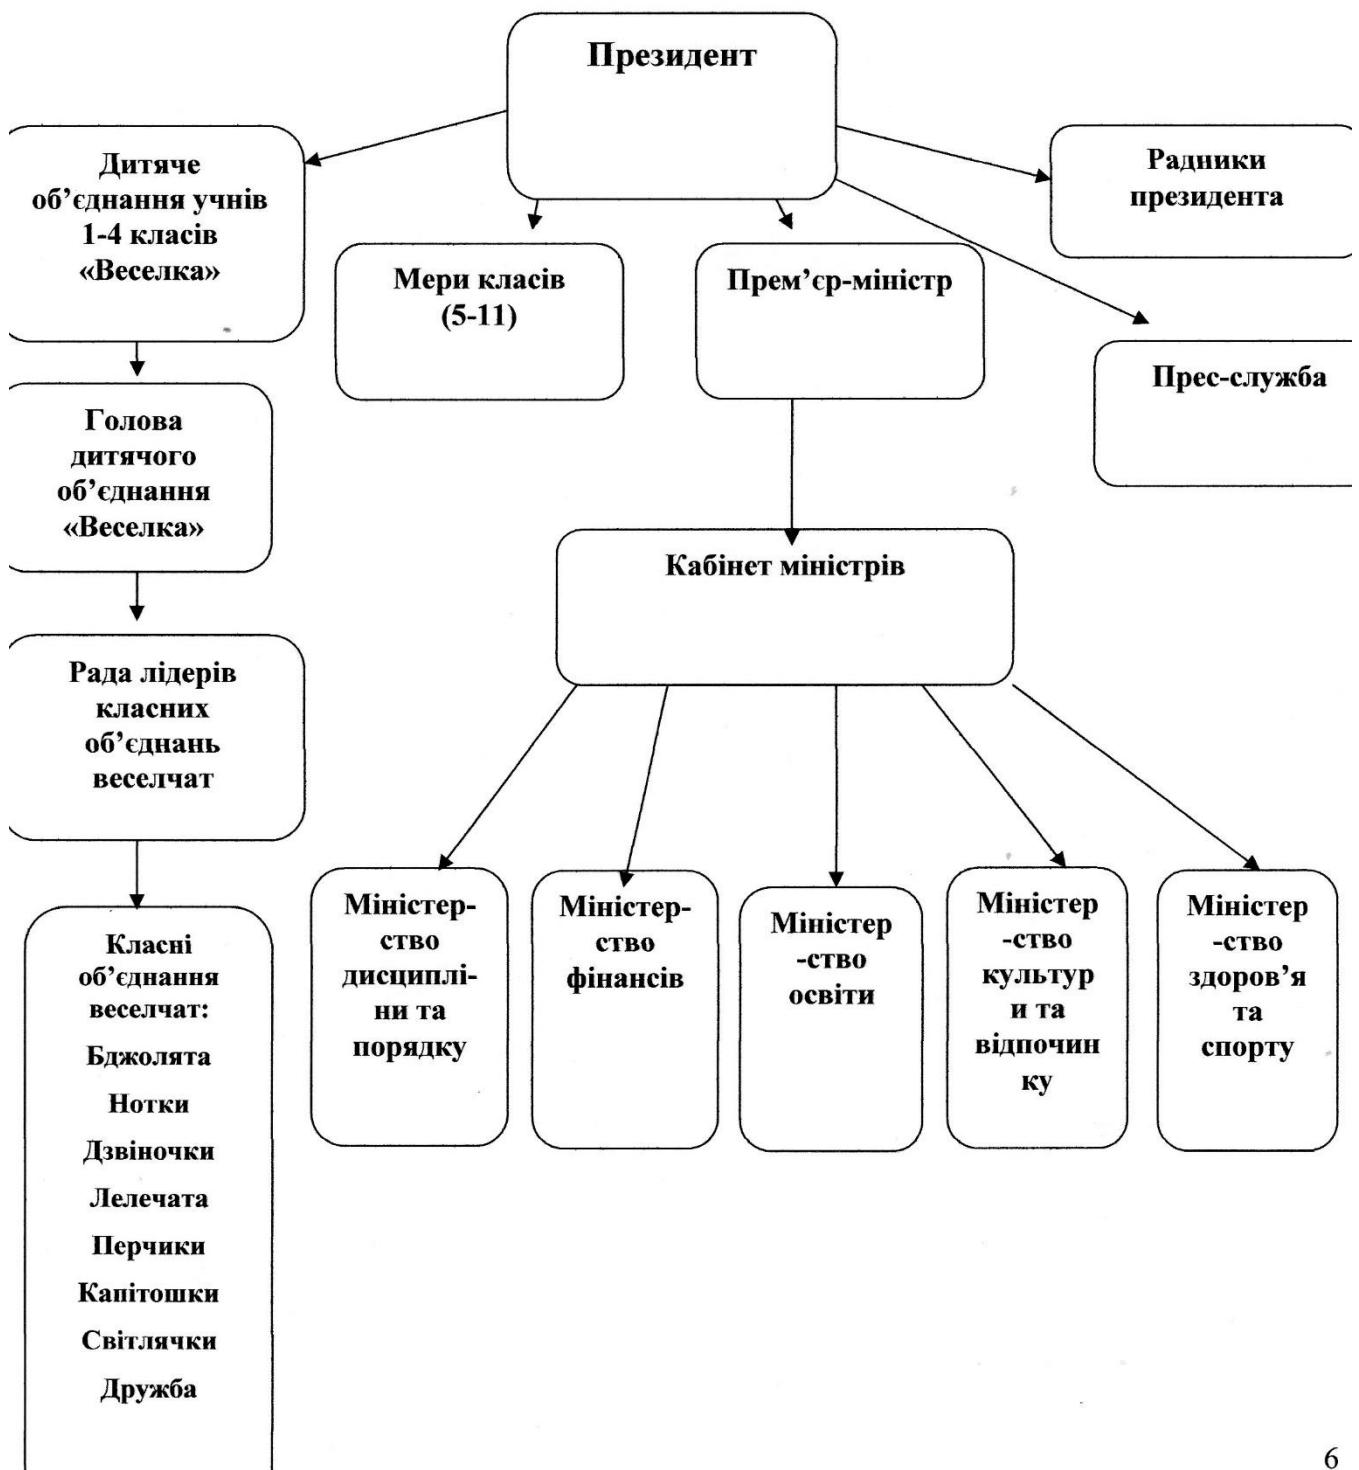 Президент
Дитяче
об’єднання учнів
1-4 класів
«Веселка»
Радники
президента
Мери класів
(5-11)
Прем’єр-міністр
Прес-служба
Голова
дитячого
об’єднання
«Веселка»
Кабінет міністрів
Рада лідерів
класних
об’єднань
веселчат
Міністер-
ство
дисциплі-
ни та
порядку
Міністер-
ство
фінансів
Міністер
-ство
освіти
Міністер
-ство
культур
и та
відпочин
ку
Міністер
-ство
здоров’я
та
спорту
Класні
об’єднання
веселчат:
Бджолята
Нотки
Дзвіночки
Лелечата
Перчики
Капітошки
Світлячки
Дружба
6